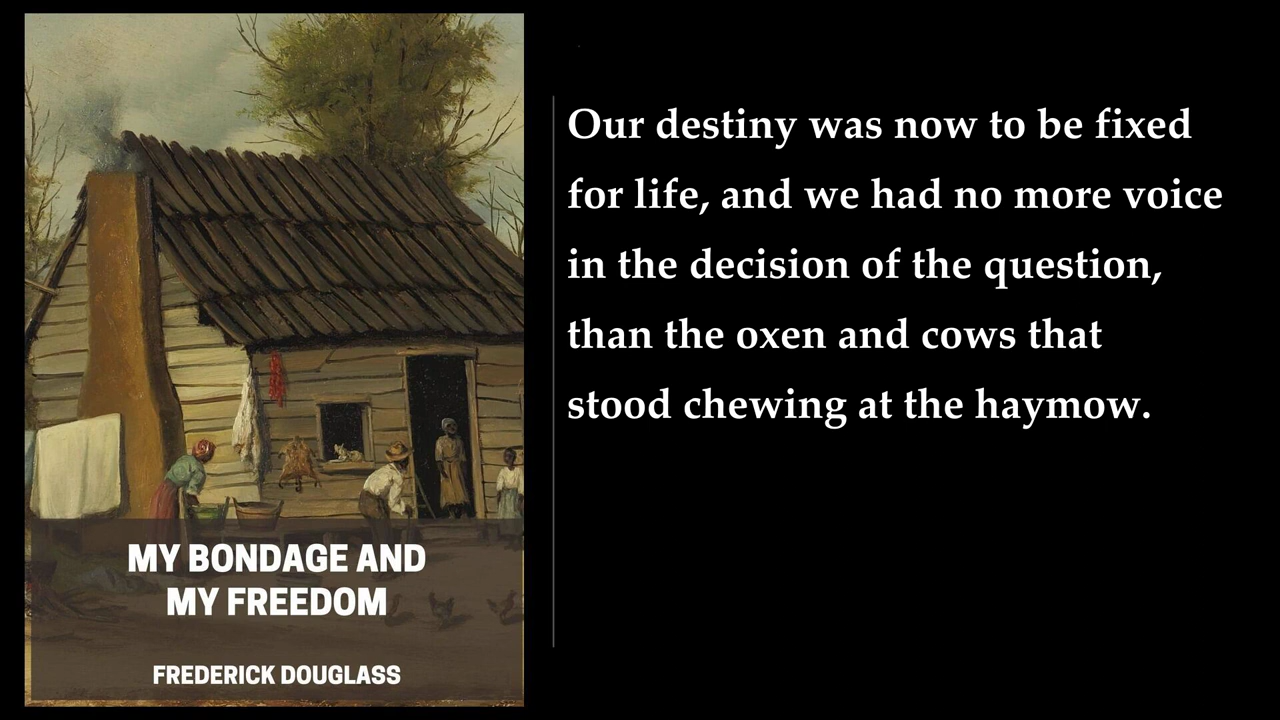 MY BONDAGE AND
MY FREEDOM
FREDERICK DOUGLASS
Our destiny was now to be fixed
for life, and we had no more voice
in the decision of the question,
than the oxen and cows that
stood chewing at the haymow.